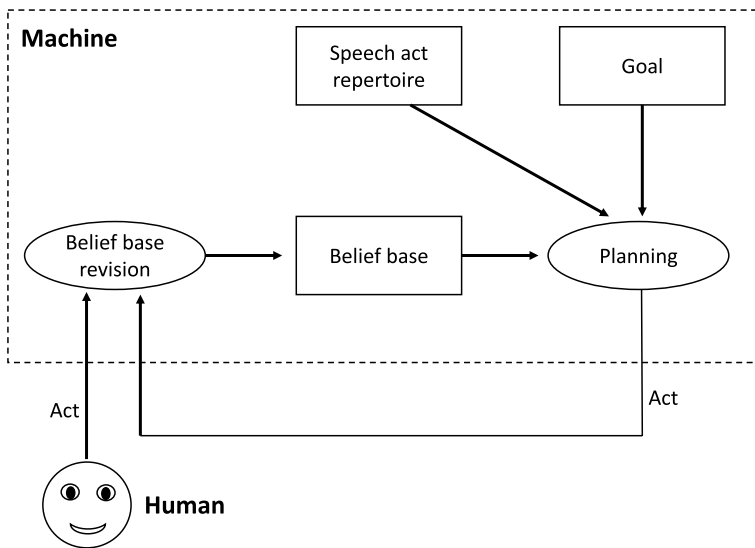 Machine
Speech act
repertoire
Goal
Belief base
revision
Belief base
Planning
Act
Act
Human